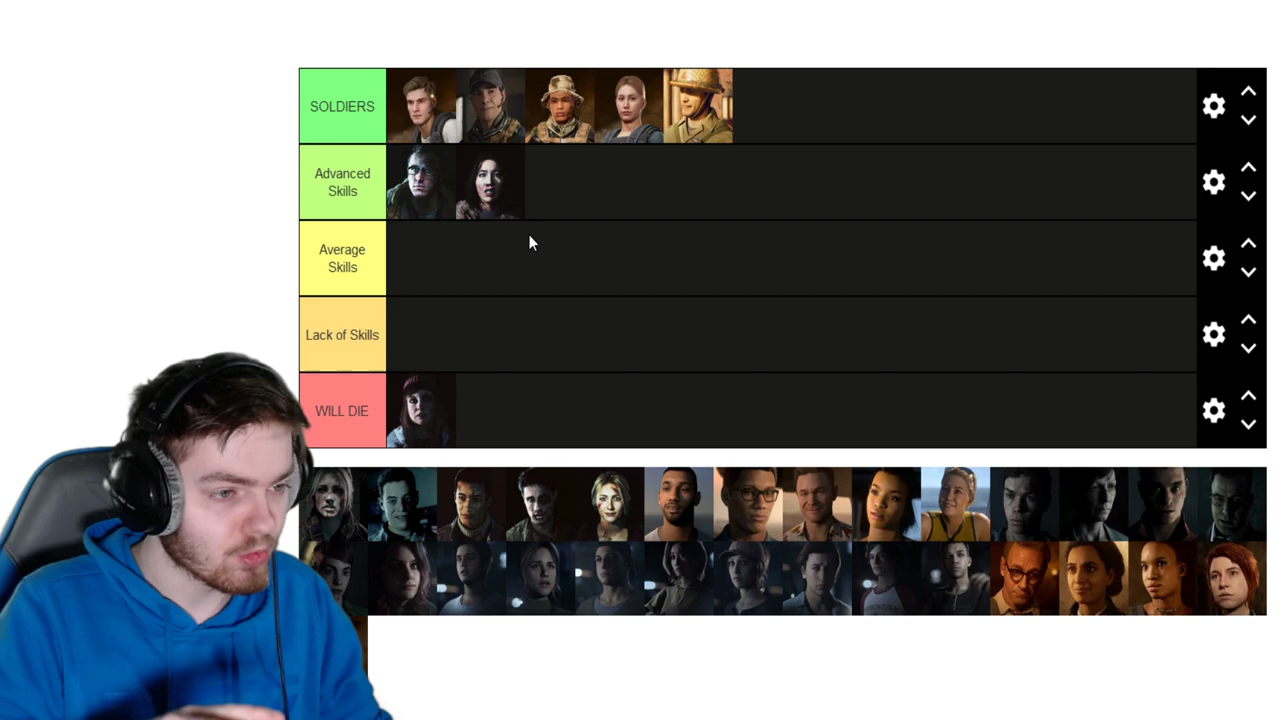 SOLDIERS
Advanced
Skills
Average
Skills
Lack of Skills
WILL DIE